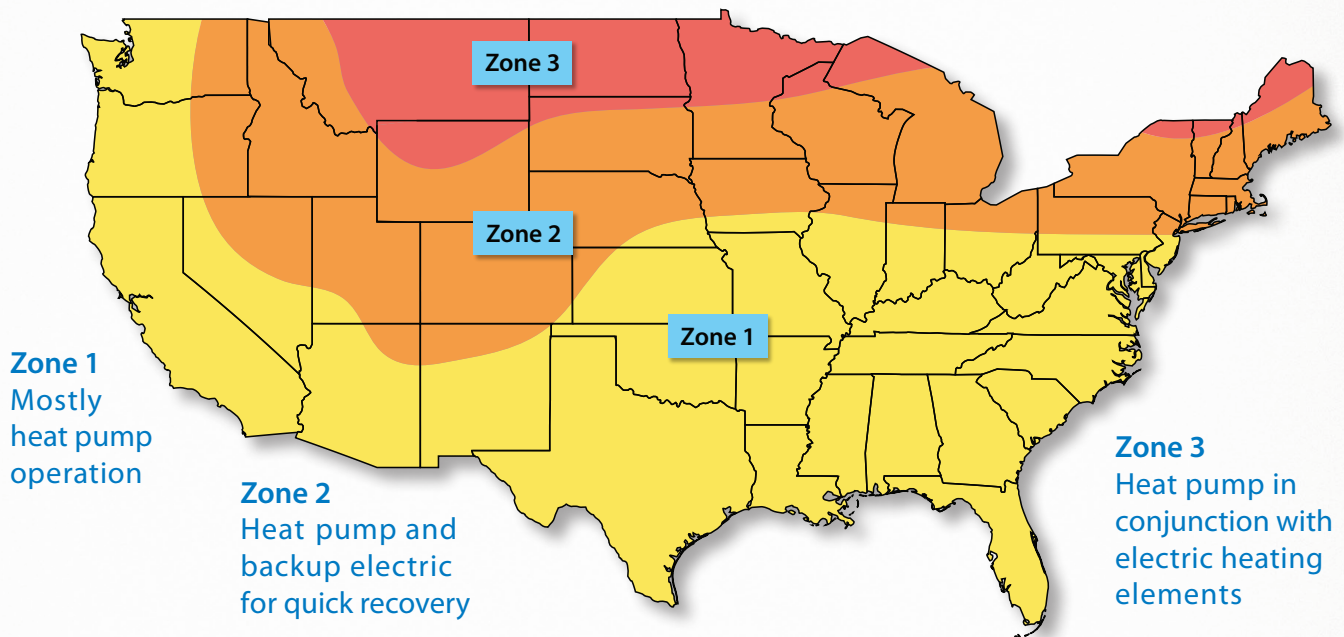 Zone 3
Zone 2
Zone 1
Zone 1
Mostly
heat pump
operation
Zone 2
Heat pump and
backup electric
for quick recovery
Zone 3
Heat pump in
conjunction with
electric heating
elements